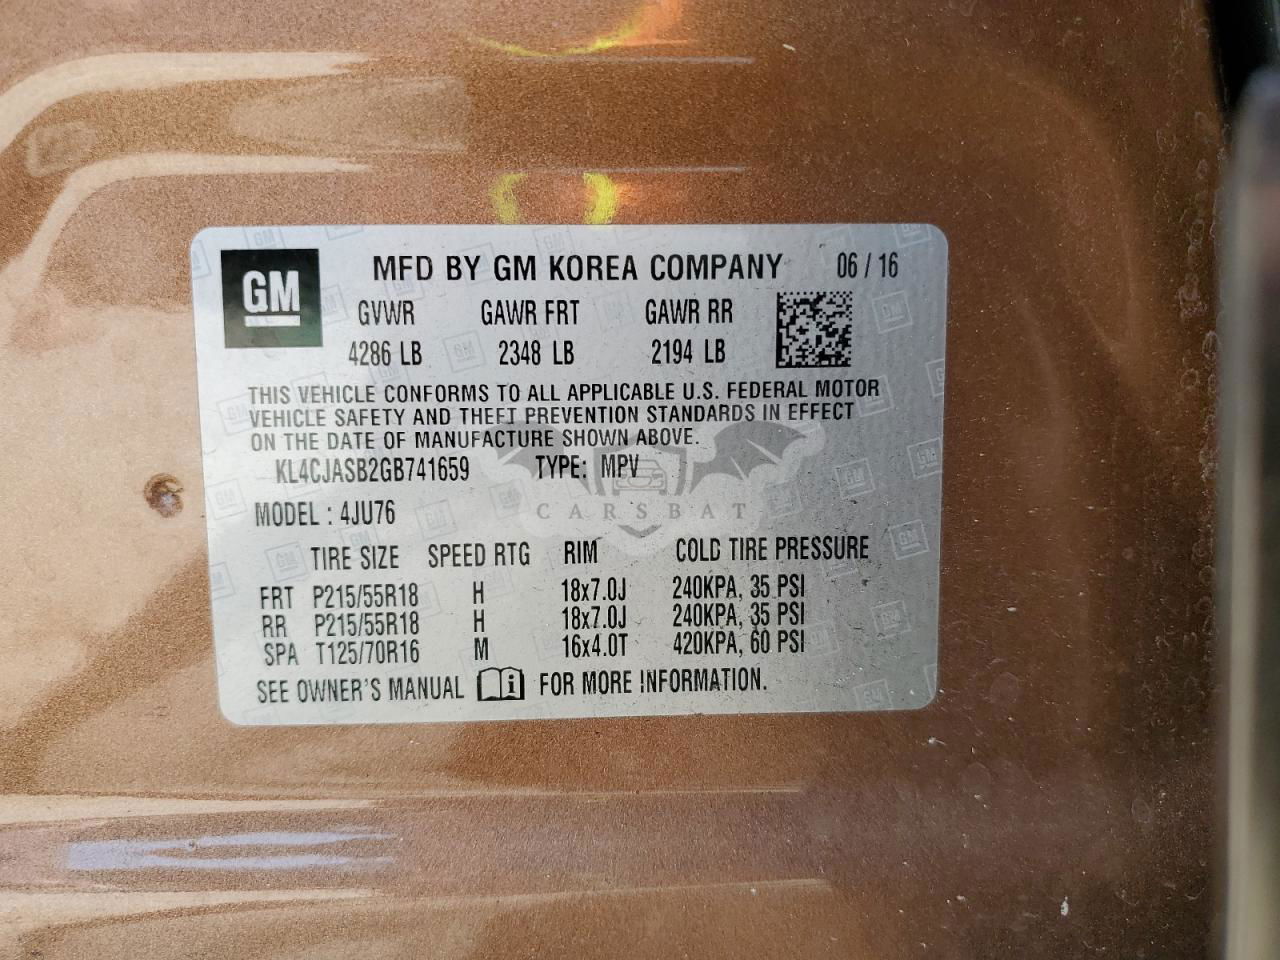 GM
MFD BY GM KOREA COMPANY 06 / 16
GVWR GAWR FRT GAWR RR
4286 LB 2348 LB 2194 LB
THIS VEHICLE CONFORMS TO ALL APPLICABLE U.S. FEDERAL MOTOR
VEHICLE SAFETY AND THEFT PREVENTION STANDARDS IN EFFECT
ON THE DATE OF MANUFACTURE SHOWN ABOVE.
KL4CJASB2GB741659 TYPE: MPV
CARSBAT
MODEL : 4JU76
TIRE SIZE SPEED RTG RIM COLD TIRE PRESSURE
FRT P215/55R18 H 18x7.0J 240KPA, 35 PSI
RR P215/55R18 H 18x7.0J 240KPA, 35 PSI
SPA T125/70R16 M 16x4.0T 420KPA, 60 PSI
SEE OWNER'S MANUAL i FOR MORE INFORMATION.